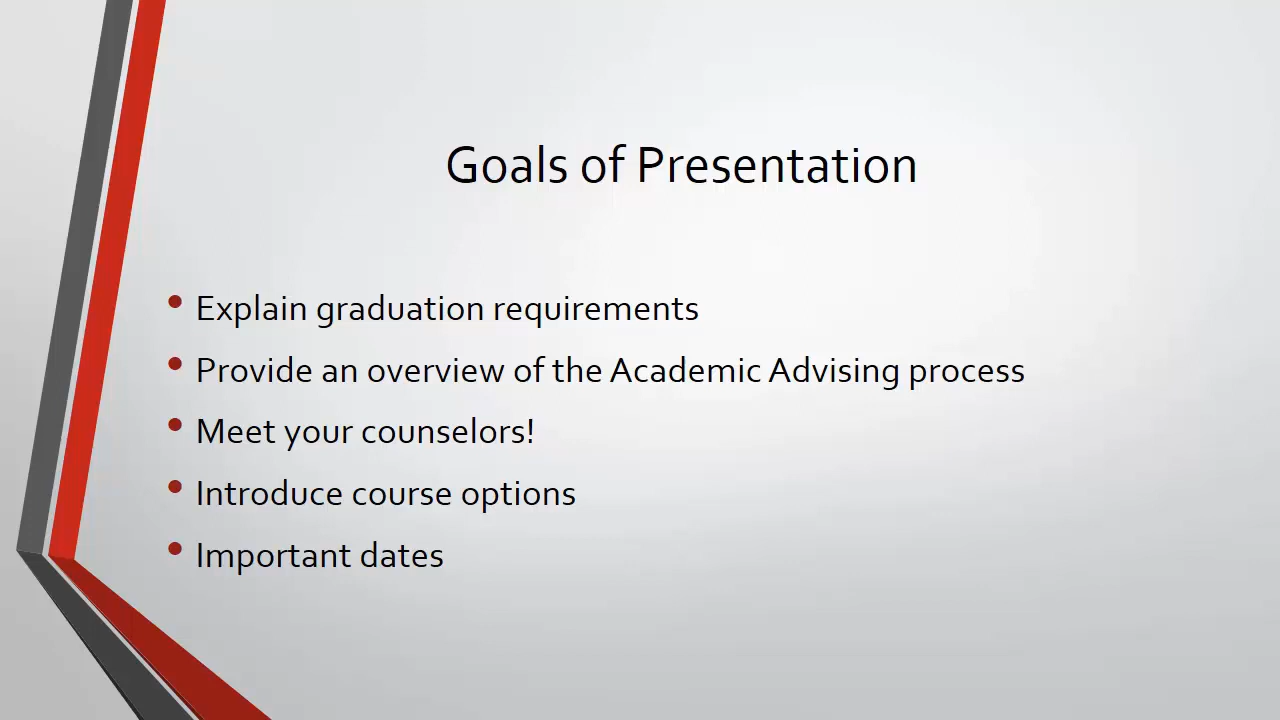 Goals of Presentation
• Explain graduation requirements
• Provide an overview of the Academic Advising process
• Meet your counselors!
• Introduce course options
• Important dates